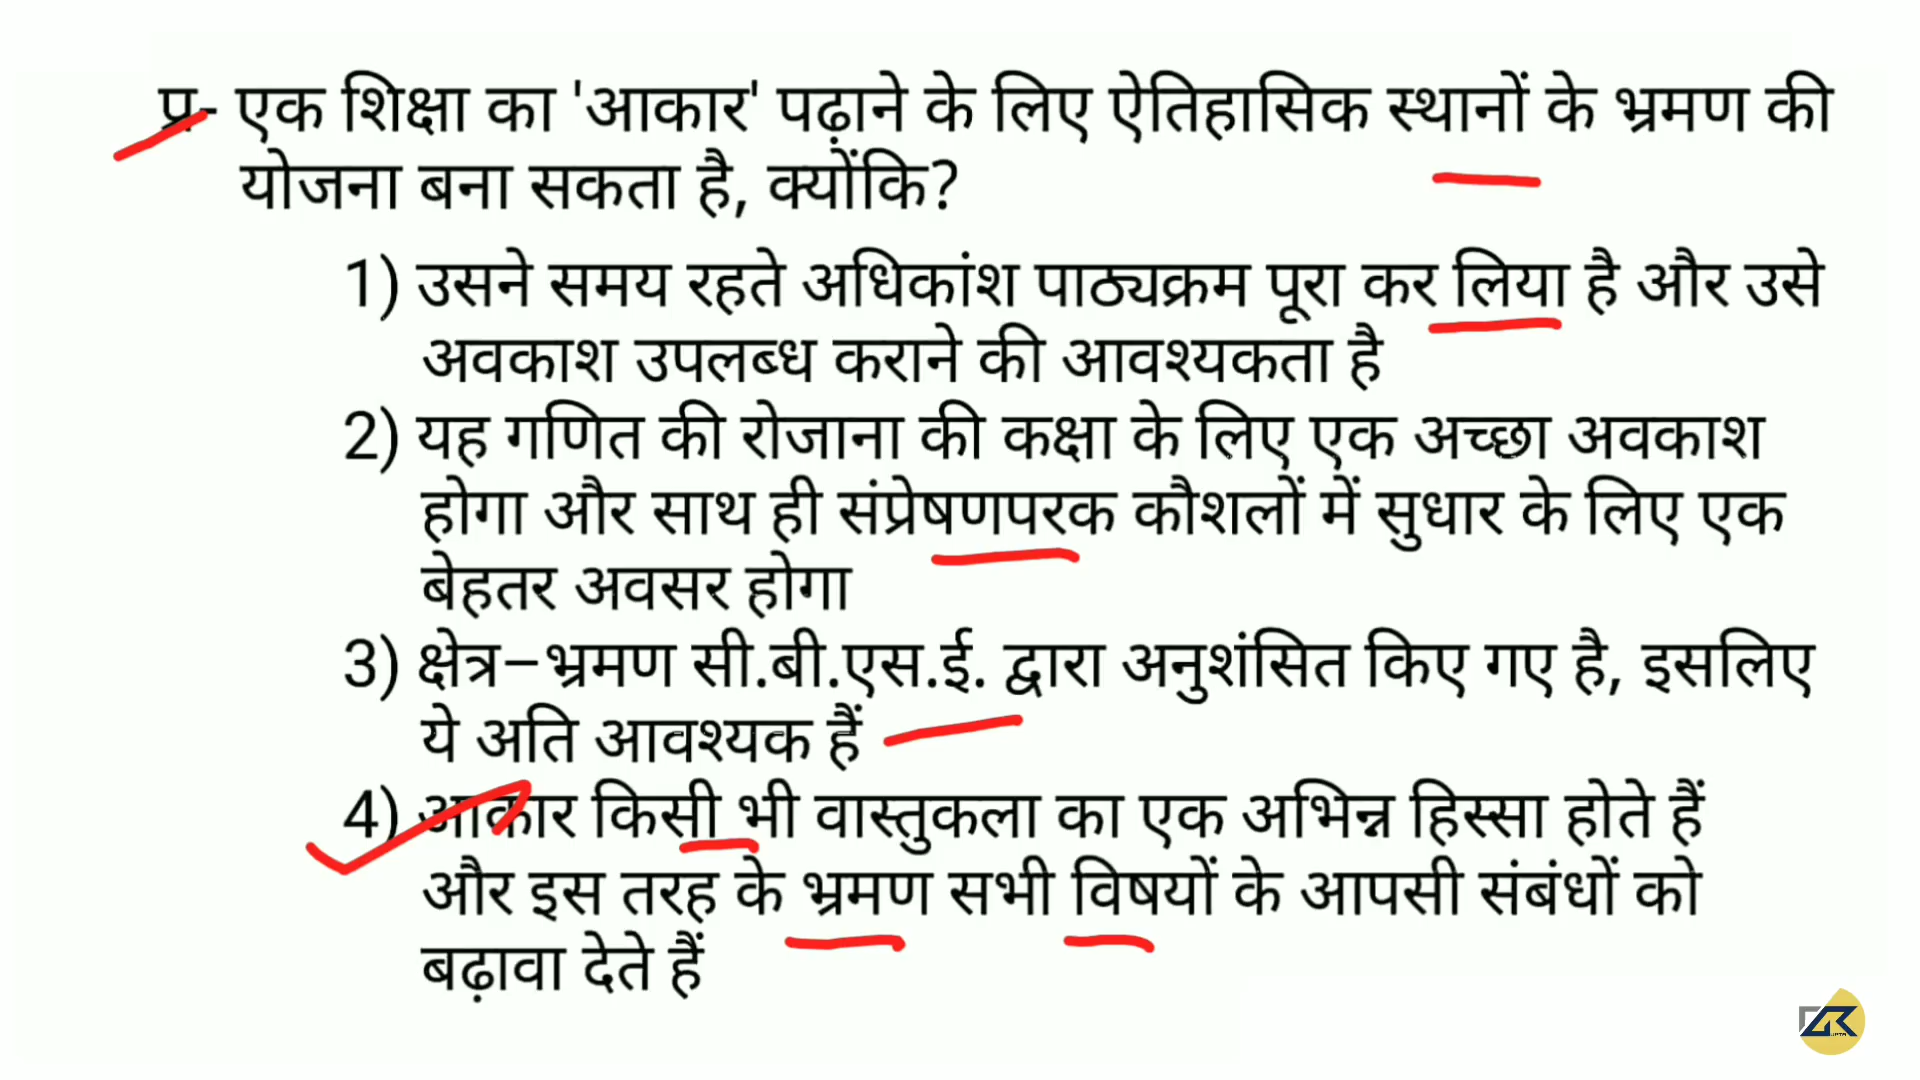 प्र- एक शिक्षा का 'आकार' पढ़ाने के लिए ऐतिहासिक स्थानों के भ्रमण की
योजना बना सकता है, क्योंकि?
1) उसने समय रहते अधिकांश पाठ्यक्रम पूरा कर लिया है और उसे
अवकाश उपलब्ध कराने की आवश्यकता है
2) यह गणित की रोजाना की कक्षा के लिए एक अच्छा अवकाश
होगा और साथ ही संप्रेषणपरक कौशलों में सुधार के लिए एक
बेहतर अवसर होगा
3) क्षेत्र–भ्रमण सी.बी.एस.ई. द्वारा अनुशंसित किए गए है, इसलिए
ये अति आवश्यक हैं
4) आकार किसी भी वास्तुकला का एक अभिन्न हिस्सा होते हैं
और इस तरह के भ्रमण सभी विषयों के आपसी संबंधों को
बढ़ावा देते हैं